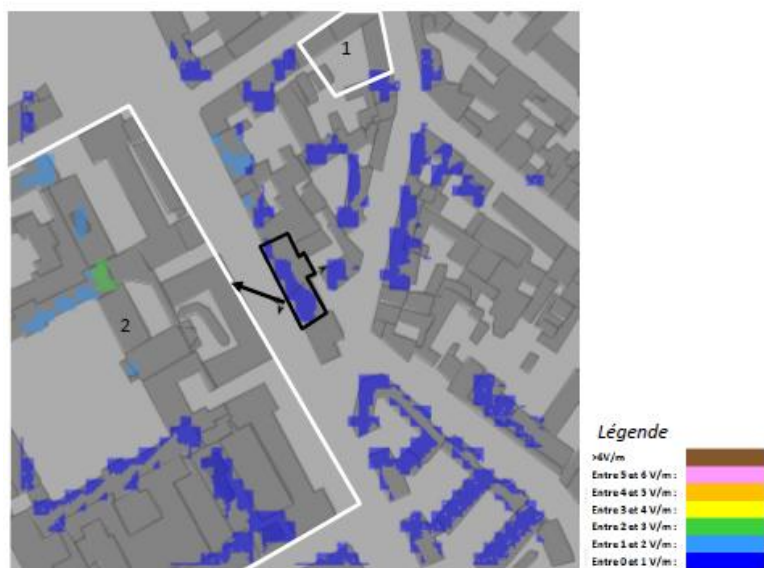 1
2
Légende
>6V/m
Entre 5 et 6 V/m :
Entre 4 et 5 V/m :
Entre 3 et 4 V/m :
Entre 2 et 3 V/m :
Entre 1 et 2 V/m :
Entre 0 et 1 V/m :